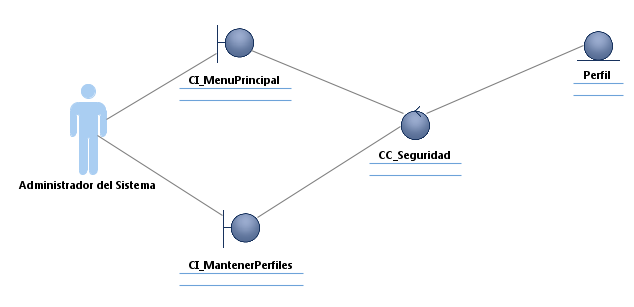 CI_MenuPrincipal
Perfil
CC_Seguridad
Administrador del Sistema
CI_MantenerPerfiles